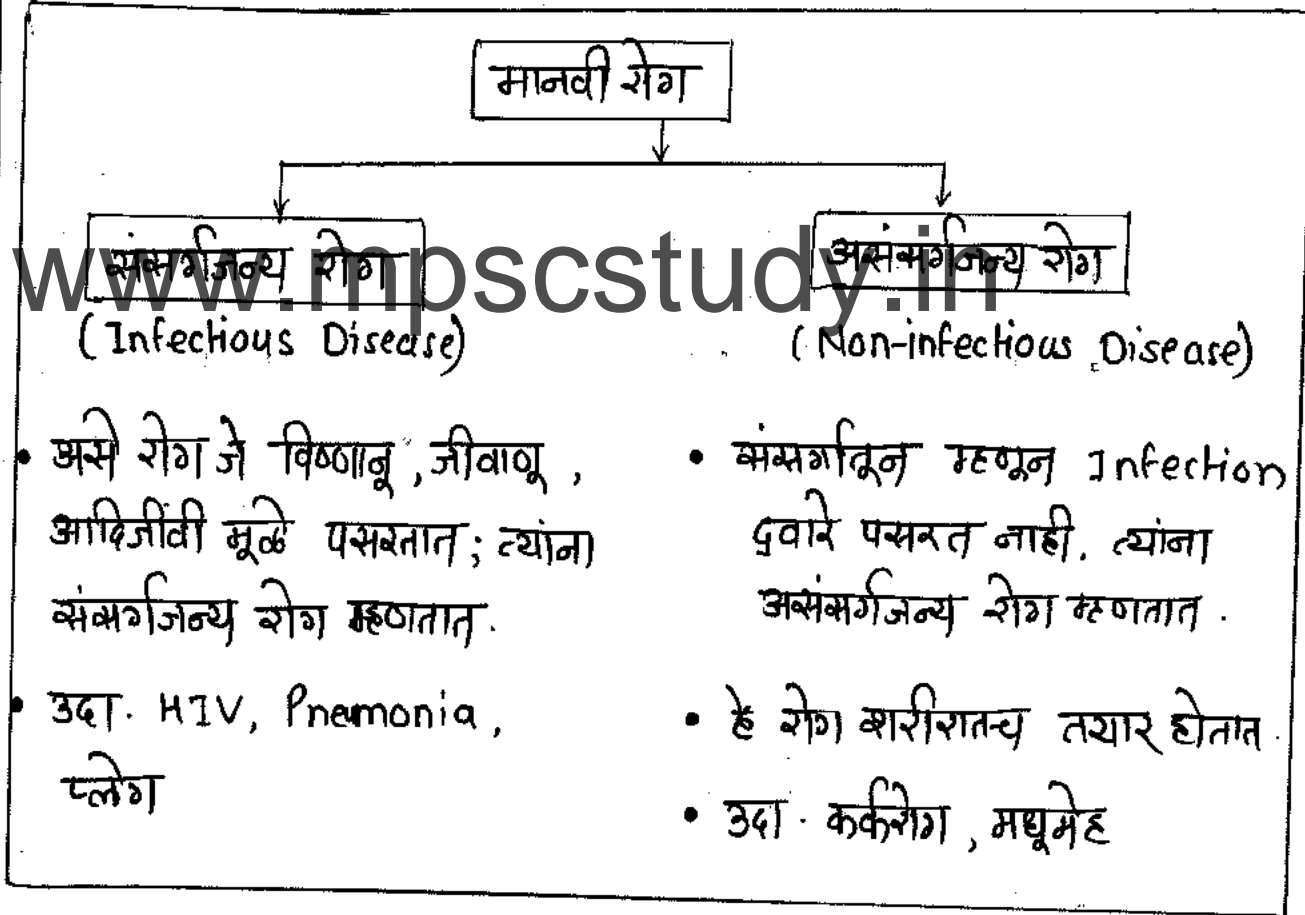 मानवी रोग
संसर्गजन्य रोग
(Infectious Disease)
• असे रोग जे विष्णानू, जीवाणू,
आदिजीवी मूळे पसरतात; त्यांना
संसर्गजन्य रोग म्हणतात.
• उदा. HIV, Pnemonia,
प्लेग
असंसर्गजन्य रोग
(Non-infectious Disease)
• संसर्गातून म्हणून Infection
द्वारे पसरत नाही. त्यांना
असंसर्गजन्य रोग म्हणतात.
• हे रोग शरीरातच तयार होतात.
• उदा. कर्करोग, मधूमेह
www.mpscstudy.in